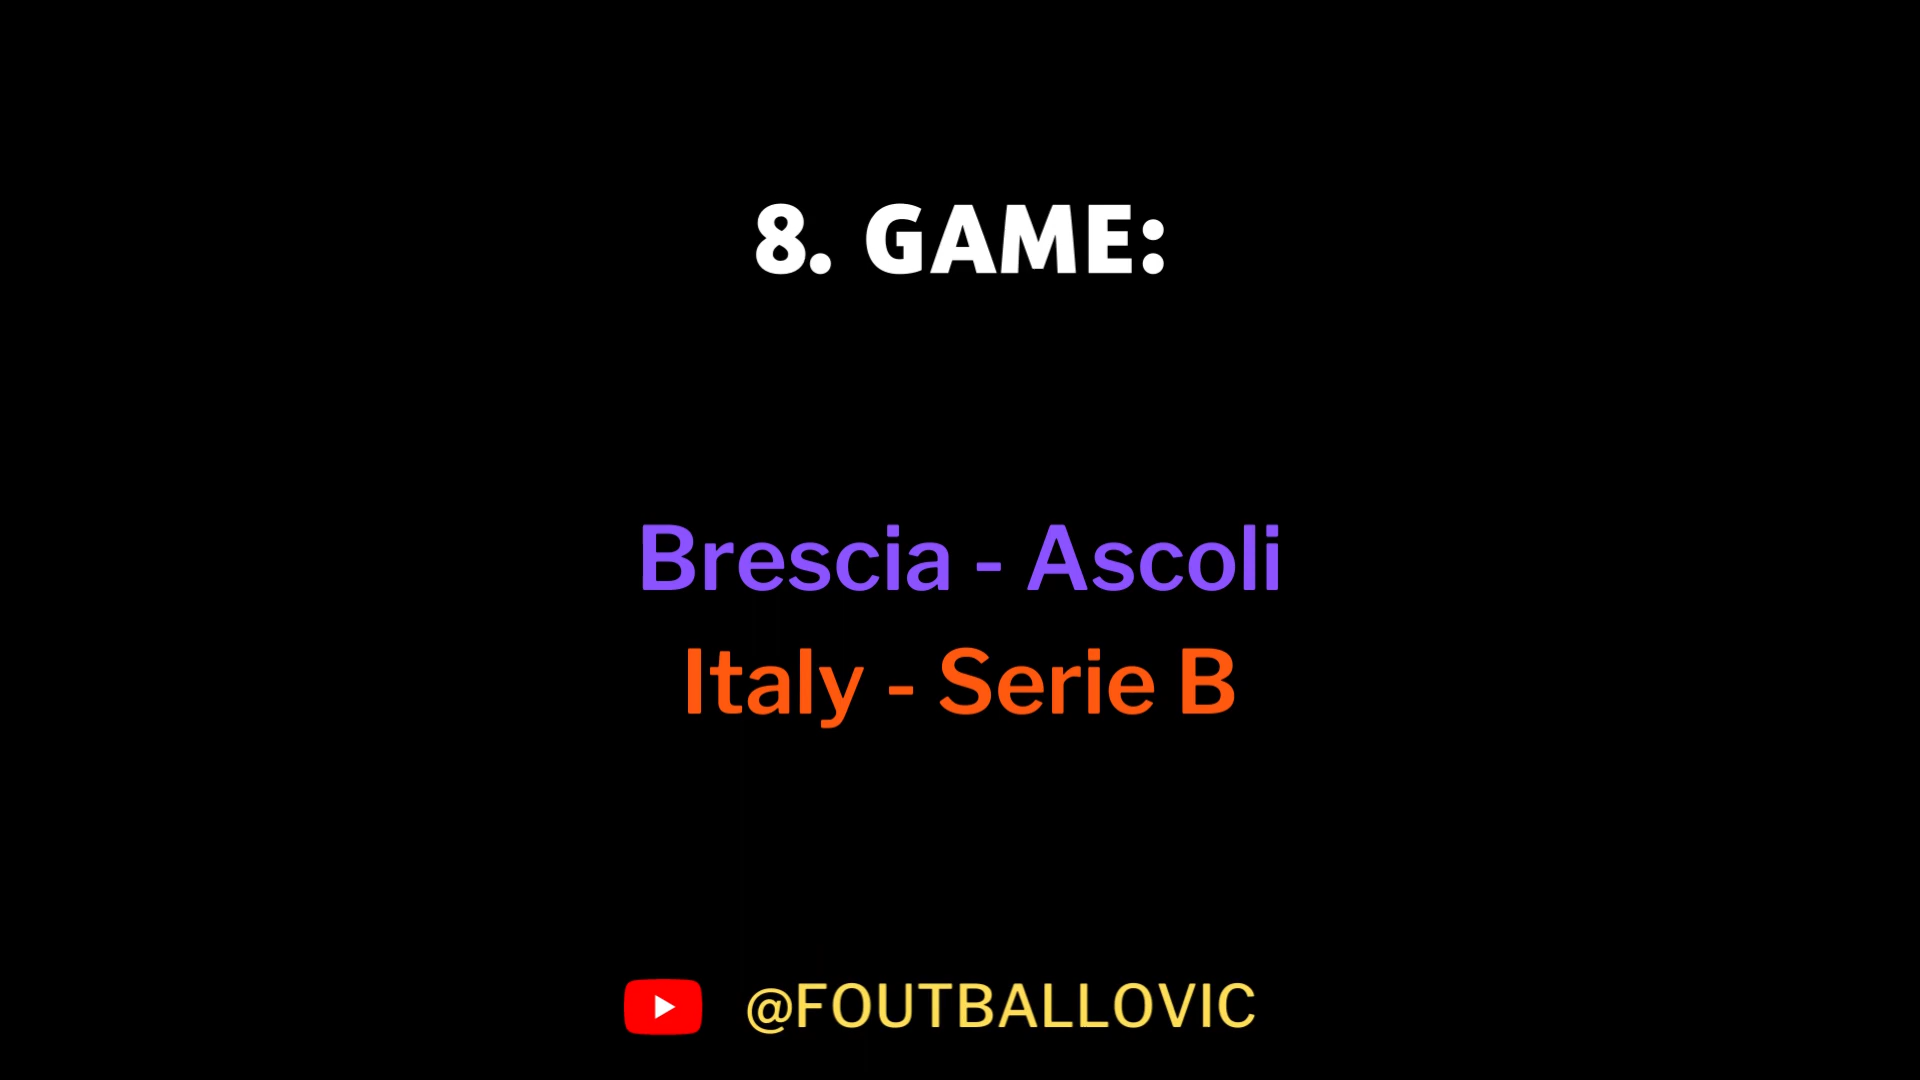 8. GAME:
Brescia - Ascoli
Italy - Serie B
@FOUTBALLOVIC